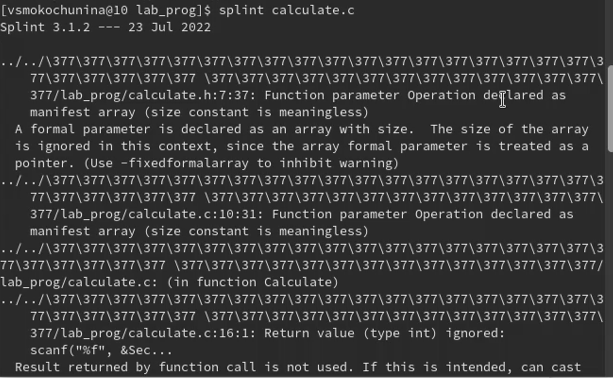 [vsmokochunina@10 lab_prog]$ splint calculate.c
Splint 3.1.2 --- 23 Jul 2022
../../\377\377\377\377\377\377\377\377\377\377\377\377\377\377\377\377\377\377\3
77\377\377\377\377\377 \377\377\377\377\377\377\377\377\377\377\377\377\377\
377/lab_prog/calculate.h:7:37: Function parameter Operation declared as
manifest array (size constant is meaningless)
A formal parameter is declared as an array with size.  The size of the array
is ignored in this context, since the array formal parameter is treated as a
pointer. (Use -fixedformalarray to inhibit warning)
../../\377\377\377\377\377\377\377\377\377\377\377\377\377\377\377\377\377\377\3
77\377\377\377\377\377 \377\377\377\377\377\377\377\377\377\377\377\377\377\
377/lab_prog/calculate.c:10:31: Function parameter Operation declared as
manifest array (size constant is meaningless)
../../\377\377\377\377\377\377\377\377\377\377\377\377\377\377\377\377\377\377\3
77\377\377\377\377\377 \377\377\377\377\377\377\377\377\377\377\377\377\377\377/
lab_prog/calculate.c: (in function Calculate)
../../\377\377\377\377\377\377\377\377\377\377\377\377\377\377\377\377\377\377\3
77\377\377\377\377\377 \377\377\377\377\377\377\377\377\377\377\377\377\377\
377/lab_prog/calculate.c:16:1: Return value (type int) ignored:
scanf("%f", &Sec...
Result returned by function call is not used. If this is intended, can cast